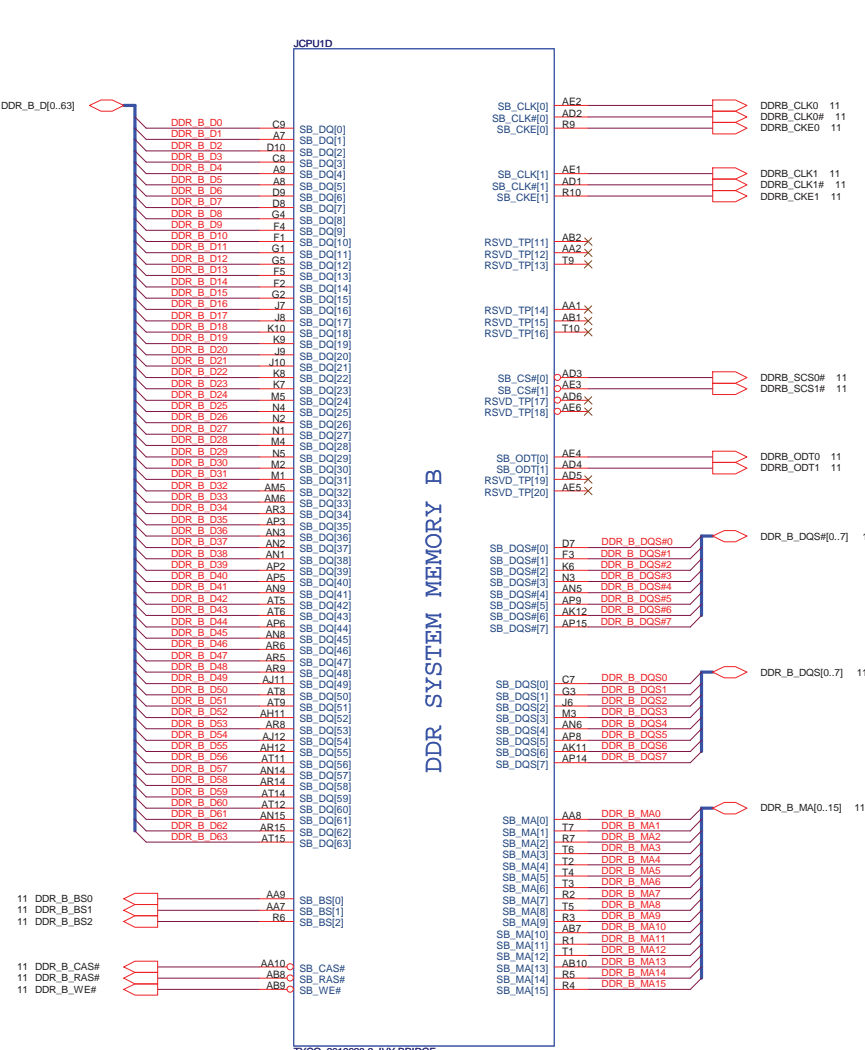 JCPU1D
DDR_B_D[0..63]
DDR_B_D0 C9 SB_DQ[0]
DDR_B_D1 A7 SB_DQ[1]
DDR_B_D2 D10 SB_DQ[2]
DDR_B_D3 C8 SB_DQ[3]
DDR_B_D4 A9 SB_DQ[4]
DDR_B_D5 A8 SB_DQ[5]
DDR_B_D6 D9 SB_DQ[6]
DDR_B_D7 D8 SB_DQ[7]
DDR_B_D8 G4 SB_DQ[8]
DDR_B_D9 F4 SB_DQ[9]
DDR_B_D10 F1 SB_DQ[10]
DDR_B_D11 G1 SB_DQ[11]
DDR_B_D12 G5 SB_DQ[12]
DDR_B_D13 F5 SB_DQ[13]
DDR_B_D14 F2 SB_DQ[14]
DDR_B_D15 G2 SB_DQ[15]
DDR_B_D16 J7 SB_DQ[16]
DDR_B_D17 J8 SB_DQ[17]
DDR_B_D18 K10 SB_DQ[18]
DDR_B_D19 K9 SB_DQ[19]
DDR_B_D20 J9 SB_DQ[20]
DDR_B_D21 J10 SB_DQ[21]
DDR_B_D22 K8 SB_DQ[22]
DDR_B_D23 K7 SB_DQ[23]
DDR_B_D24 M5 SB_DQ[24]
DDR_B_D25 N4 SB_DQ[25]
DDR_B_D26 N2 SB_DQ[26]
DDR_B_D27 N1 SB_DQ[27]
DDR_B_D28 M4 SB_DQ[28]
DDR_B_D29 N5 SB_DQ[29]
DDR_B_D30 M2 SB_DQ[30]
DDR_B_D31 M1 SB_DQ[31]
DDR_B_D32 AM5 SB_DQ[32]
DDR_B_D33 AM6 SB_DQ[33]
DDR_B_D34 AR3 SB_DQ[34]
DDR_B_D35 AP3 SB_DQ[35]
DDR_B_D36 AN3 SB_DQ[36]
DDR_B_D37 AN2 SB_DQ[37]
DDR_B_D38 AN1 SB_DQ[38]
DDR_B_D39 AP2 SB_DQ[39]
DDR_B_D40 AP5 SB_DQ[40]
DDR_B_D41 AN9 SB_DQ[41]
DDR_B_D42 AT5 SB_DQ[42]
DDR_B_D43 AT6 SB_DQ[43]
DDR_B_D44 AP6 SB_DQ[44]
DDR_B_D45 AN8 SB_DQ[45]
DDR_B_D46 AR6 SB_DQ[46]
DDR_B_D47 AR5 SB_DQ[47]
DDR_B_D48 AR9 SB_DQ[48]
DDR_B_D49 AJ11 SB_DQ[49]
DDR_B_D50 AT8 SB_DQ[50]
DDR_B_D51 AT9 SB_DQ[51]
DDR_B_D52 AH11 SB_DQ[52]
DDR_B_D53 AR8 SB_DQ[53]
DDR_B_D54 AJ12 SB_DQ[54]
DDR_B_D55 AH12 SB_DQ[55]
DDR_B_D56 AT11 SB_DQ[56]
DDR_B_D57 AN14 SB_DQ[57]
DDR_B_D58 AR14 SB_DQ[58]
DDR_B_D59 AT14 SB_DQ[59]
DDR_B_D60 AT12 SB_DQ[60]
DDR_B_D61 AN15 SB_DQ[61]
DDR_B_D62 AR15 SB_DQ[62]
DDR_B_D63 AT15 SB_DQ[63]
11 DDR_B_BS0 AA9 SB_BS[0]
11 DDR_B_BS1 AA7 SB_BS[1]
11 DDR_B_BS2 R6 SB_BS[2]
11 DDR_B_CAS# AA10 SB_CAS#
11 DDR_B_RAS# AB8 SB_RAS#
11 DDR_B_WE# AB9 SB_WE#
DDR SYSTEM MEMORY B
SB_CLK[0] AE2 DDRB_CLK0 11
SB_CLK#[0] AD2 DDRB_CLK0# 11
SB_CKE[0] R9 DDRB_CKE0 11
SB_CLK[1] AE1 DDRB_CLK1 11
SB_CLK#[1] AD1 DDRB_CLK1# 11
SB_CKE[1] R10 DDRB_CKE1 11
RSVD_TP[11] AB2
RSVD_TP[12] AA2
RSVD_TP[13] T9
RSVD_TP[14] AA1
RSVD_TP[15] AB1
RSVD_TP[16] T10
SB_CS#[0] AD3 DDRB_SCS0# 11
SB_CS#[1] AE3 DDRB_SCS1# 11
RSVD_TP[17] AD6
RSVD_TP[18] AE6
SB_ODT[0] AE4 DDRB_ODT0 11
SB_ODT[1] AD4 DDRB_ODT1 11
RSVD_TP[19] AD5
RSVD_TP[20] AE5
DDR_B_DQS#[0..7]
SB_DQS#[0] D7 DDR_B_DQS#0
SB_DQS#[1] F3 DDR_B_DQS#1
SB_DQS#[2] K6 DDR_B_DQS#2
SB_DQS#[3] N3 DDR_B_DQS#3
SB_DQS#[4] AN5 DDR_B_DQS#4
SB_DQS#[5] AP9 DDR_B_DQS#5
SB_DQS#[6] AK12 DDR_B_DQS#6
SB_DQS#[7] AP15 DDR_B_DQS#7
DDR_B_DQS[0..7] 11
SB_DQS[0] C7 DDR_B_DQS0
SB_DQS[1] G3 DDR_B_DQS1
SB_DQS[2] J6 DDR_B_DQS2
SB_DQS[3] M3 DDR_B_DQS3
SB_DQS[4] AN6 DDR_B_DQS4
SB_DQS[5] AP8 DDR_B_DQS5
SB_DQS[6] AK11 DDR_B_DQS6
SB_DQS[7] AP14 DDR_B_DQS7
DDR_B_MA[0..15] 11
SB_MA[0] AA8 DDR_B_MA0
SB_MA[1] T7 DDR_B_MA1
SB_MA[2] R7 DDR_B_MA2
SB_MA[3] T6 DDR_B_MA3
SB_MA[4] T2 DDR_B_MA4
SB_MA[5] T4 DDR_B_MA5
SB_MA[6] T3 DDR_B_MA6
SB_MA[7] R2 DDR_B_MA7
SB_MA[8] T5 DDR_B_MA8
SB_MA[9] R3 DDR_B_MA9
SB_MA[10] AB7 DDR_B_MA10
SB_MA[11] R1 DDR_B_MA11
SB_MA[12] T1 DDR_B_MA12
SB_MA[13] AB10 DDR_B_MA13
SB_MA[14] R5 DDR_B_MA14
SB_MA[15] R4 DDR_B_MA15